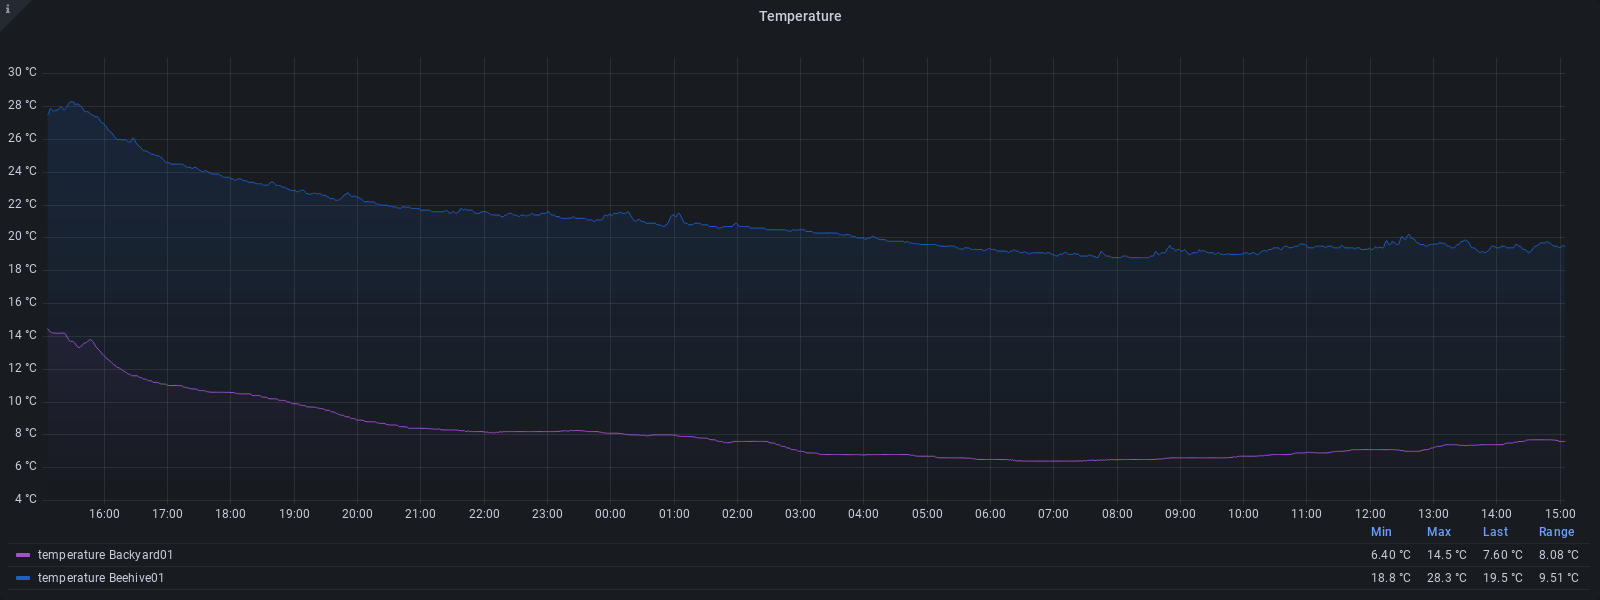 i
Temperature
30 °C
28 °C
26 °C
24 °C
22 °C
20 °C
18 °C
16 °C
14 °C
12 °C
10 °C
8 °C
6 °C
4 °C
16:00 17:00 18:00 19:00 20:00 21:00 22:00 23:00 00:00 01:00 02:00 03:00 04:00 05:00 06:00 07:00 08:00 09:00 10:00 11:00 12:00 13:00 14:00 15:00
Min Max Last Range
temperature Backyard01 6.40 °C 14.5 °C 7.60 °C 8.08 °C
temperature Beehive01 18.8 °C 28.3 °C 19.5 °C 9.51 °C